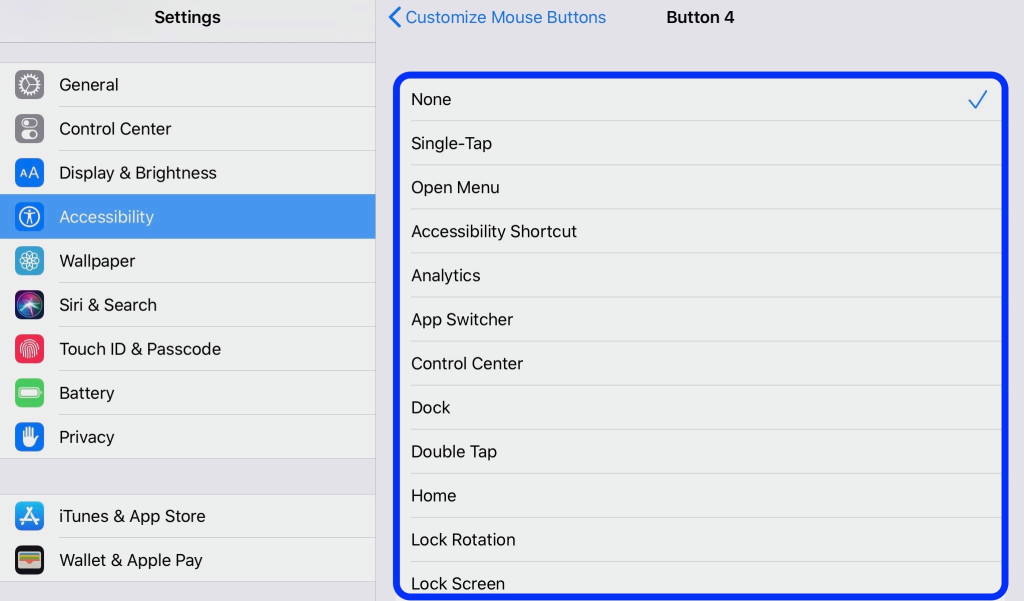 Settings
General
Control Center
AA Display & Brightness
Accessibility
Wallpaper
Siri & Search
Touch ID & Passcode
Battery
Privacy
iTunes & App Store
Wallet & Apple Pay
Customize Mouse Buttons
Button 4
None
Single-Tap
Open Menu
Accessibility Shortcut
Analytics
App Switcher
Control Center
Dock
Double Tap
Home
Lock Rotation
Lock Screen